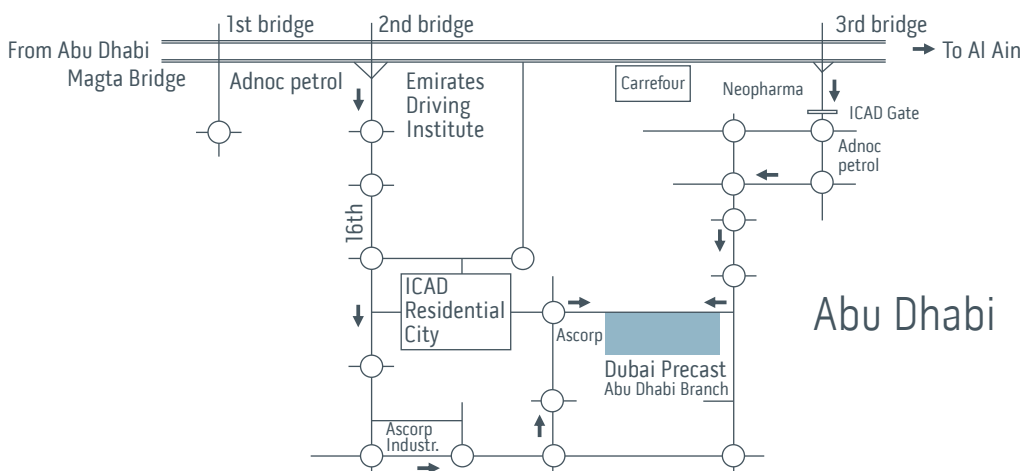 1st bridge
2nd bridge
3rd bridge
From Abu Dhabi
To Al Ain
Magta Bridge
Adnoc petrol
Emirates
Driving
Institute
Carrefour
Neopharma
ICAD Gate
Adnoc
petrol
16th
ICAD
Residential
City
Ascorp
Abu Dhabi
Dubai Precast
Abu Dhabi Branch
Ascorp
Industr.